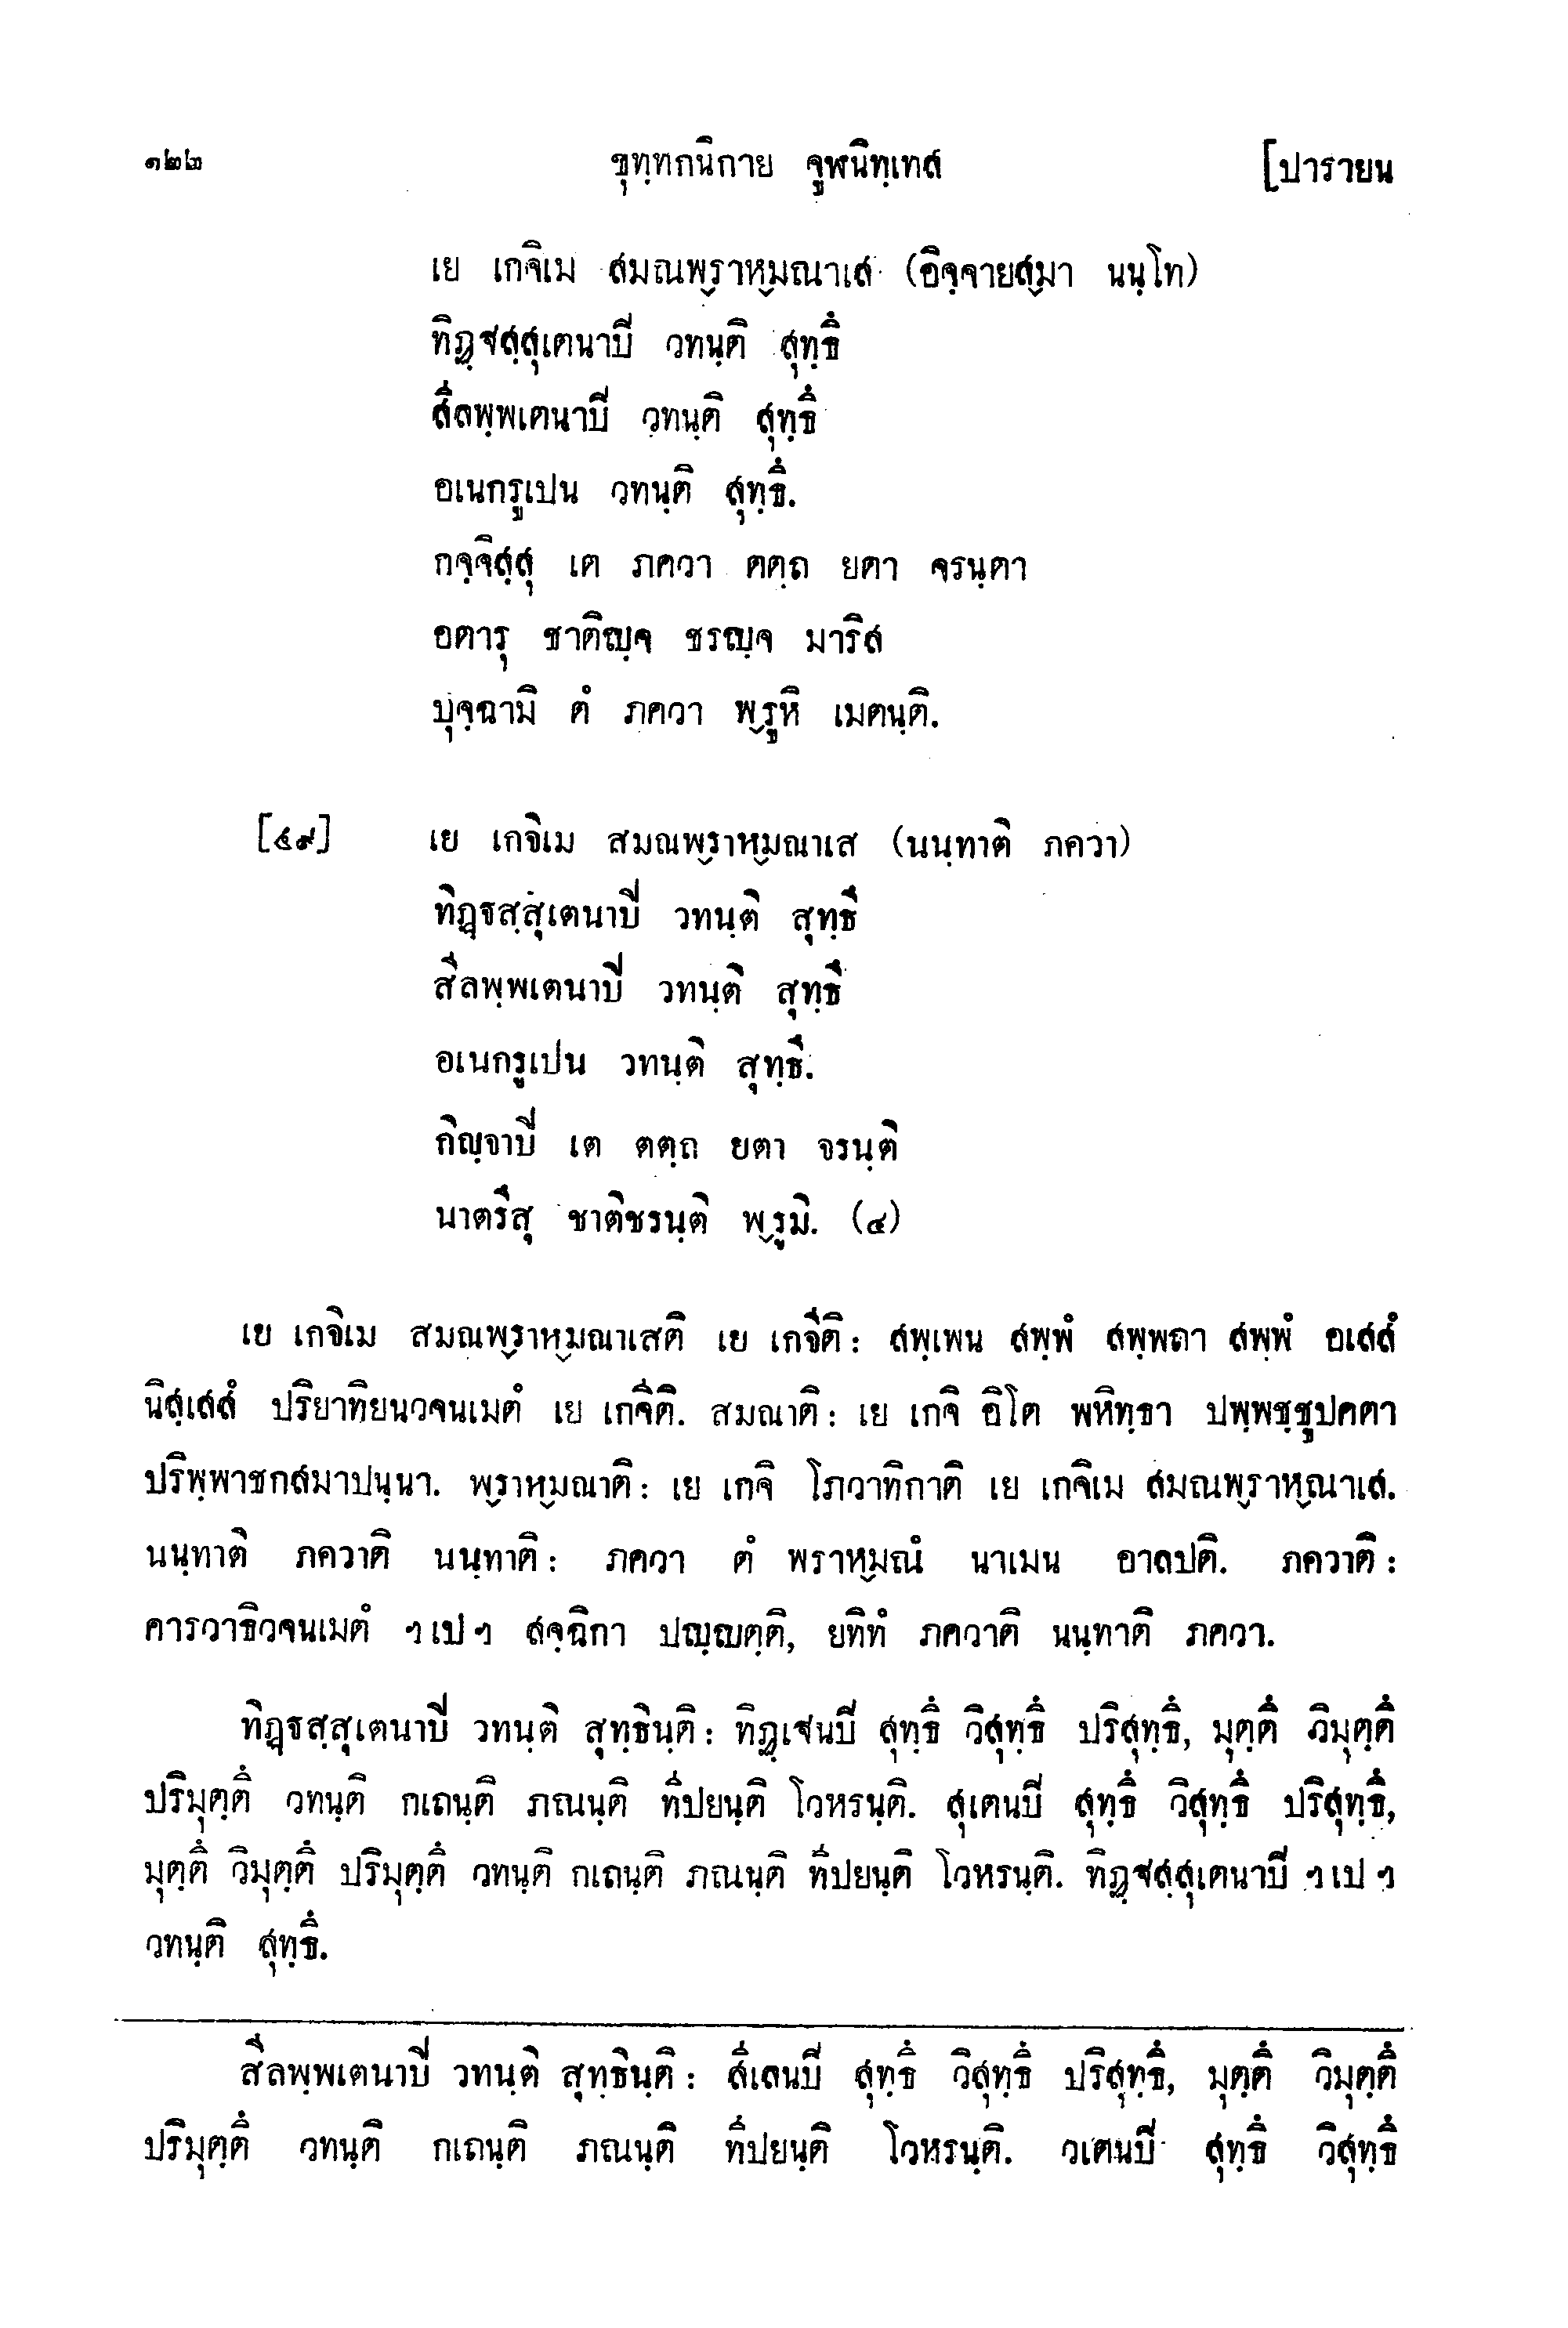 ๑๒๒ ขุทฺทกนิกาย จูฬนิทฺเทส [ปารายน
เย เกจิเม สมณพฺราหฺมณาเส (อิจฺจายสฺมา นนฺโท)
ทิฏฺฐสฺสุเตนาปิ วทนฺติ สุทฺธึ
สีลพฺพเตนาปิ วทนฺติ สุทฺธึ
อเนกรูเปน วทนฺติ สุทฺธึ.
กจฺจิสฺสุ เต ภควา ตตฺถ ยตา จรนฺตา
อตารุ ชาติญฺจ ชรญฺจ มาริส
ปุจฺฉามิ ตํ ภควา พฺรูหิ เมตนฺติ.
[๕๙] เย เกจิเม สมณพฺราหฺมณาเส (นนฺทาติ ภควา)
ทิฏฺฐสฺสุเตนาปิ วทนฺติ สุทฺธึ
สีลพฺพเตนาปิ วทนฺติ สุทฺธึ
อเนกรูเปน วทนฺติ สุทฺธึ.
กิญฺจาปิ เต ตตฺถ ยตา จรนฺติ
นาตรึสุ ชาติชรนฺติ พฺรูมิ. (๔)
เย เกจิเม สมณพฺราหฺมณาเสติ เย เกจีติ: สพฺเพน สพฺพํ สพฺพถา สพฺพํ อเสสํ
นิสฺเสสํ ปริยาทิยนวจนเมตํ เย เกจีติ. สมณาติ: เย เกจิ อิโต พหิทฺธา ปพฺพชฺชูปคตา
ปริพฺพาชกสมาปนฺนา. พฺราหฺมณาติ: เย เกจิ โภวาทิกาติ เย เกจิเม สมณพฺราหฺณาเส.
นนฺทาติ ภควาติ นนฺทาติ: ภควา ตํ พราหฺมณํ นาเมน อาลปติ. ภควาติ:
คารวาธิวจนเมตํ ฯเปฯ สจฺฉิกา ปญฺญตฺติ, ยทิทํ ภควาติ นนฺทาติ ภควา.
ทิฏฺฐสฺสุเตนาปิ วทนฺติ สุทฺธินฺติ: ทิฏฺเฐนปิ สุทฺธึ วิสุทฺธึ ปริสุทฺธึ, มุตฺตึ วิมุตฺตึ
ปริมุตฺตึ วทนฺติ กเถนฺติ ภณนฺติ ทีปยนฺติ โวหรนฺติ. สุเตนปิ สุทฺธึ วิสุทฺธึ ปริสุทฺธึ,
มุตฺตึ วิมุตฺตึ ปริมุตฺตึ วทนฺติ กเถนฺติ ภณนฺติ ทีปยนฺติ โวหรนฺติ. ทิฏฺฐสฺสุเตนาปิ ฯเปฯ
วทนฺติ สุทฺธึ.
สีลพฺพเตนาปิ วทนฺติ สุทฺธินฺติ: สีเลนปิ สุทฺธึ วิสุทฺธึ ปริสุทฺธึ, มุตฺตึ วิมุตฺตึ
ปริมุตฺตึ วทนฺติ กเถนฺติ ภณนฺติ ทีปยนฺติ โวหรนฺติ. วเตนปิ สุทฺธึ วิสุทฺธึ